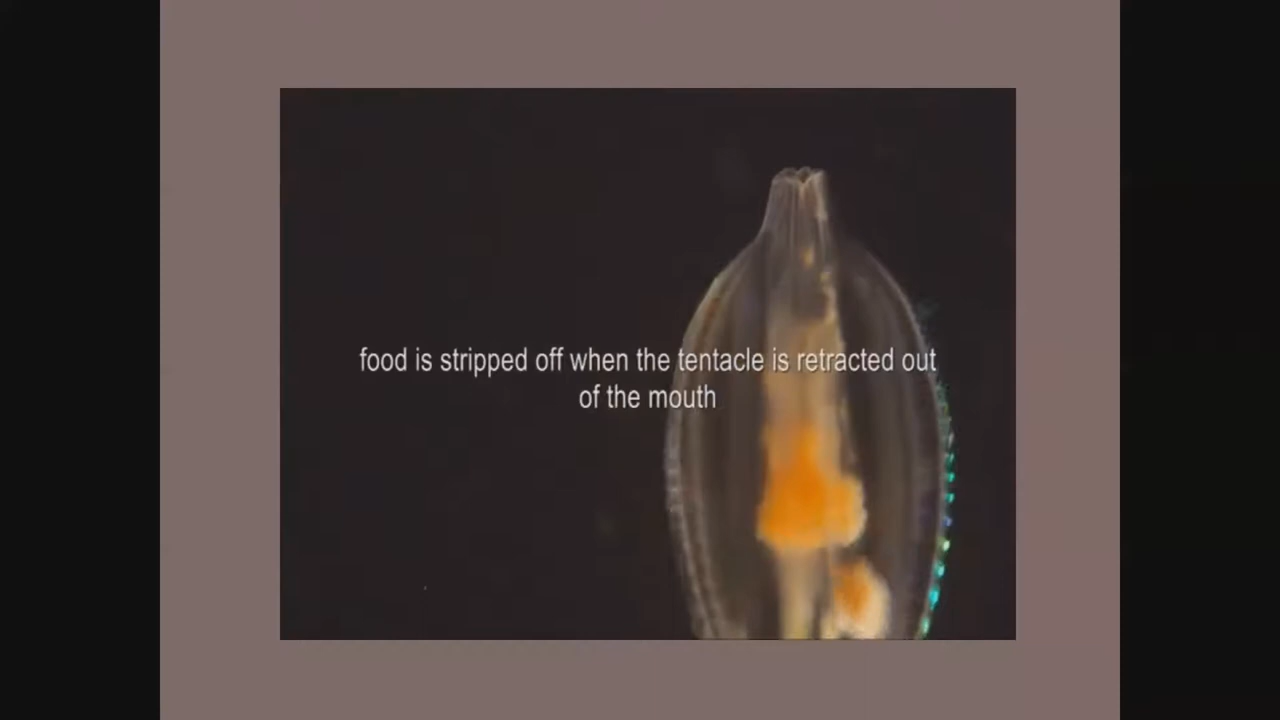 food is stripped off when the tentacle is retracted out
of the mouth